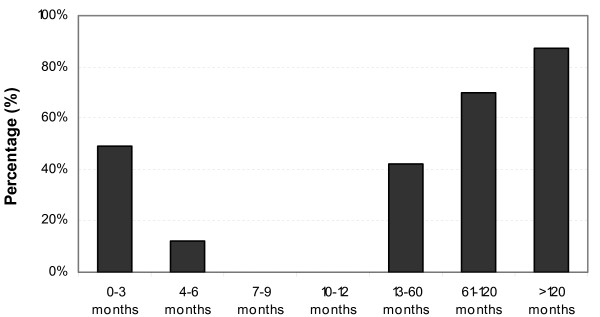 100%
80%
60%
40%
20%
0%
Percentage (%)
0-3 months
4-6 months
7-9 months
10-12 months
13-60 months
61-120 months
>120 months